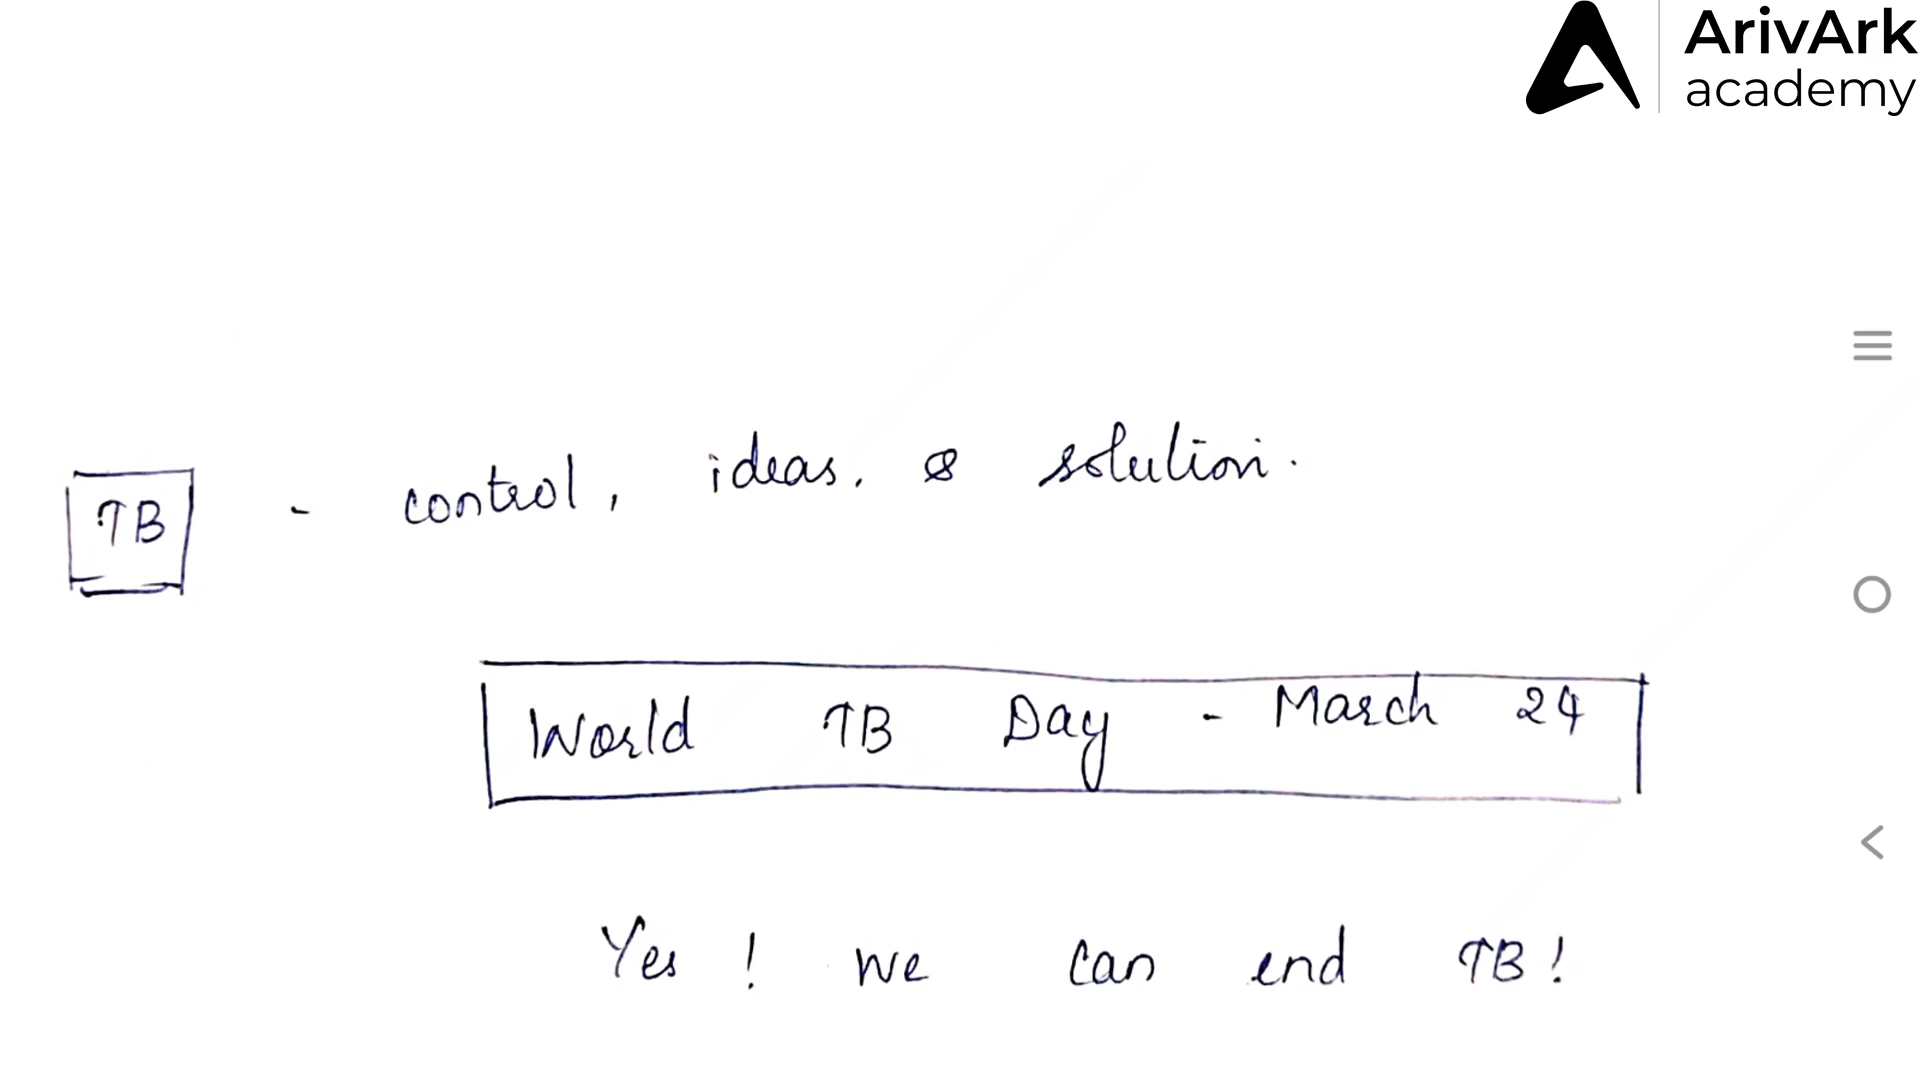 ArivArk
academy
TB - control, ideas, & solution.
World TB Day - March 24
Yes! We can end TB!